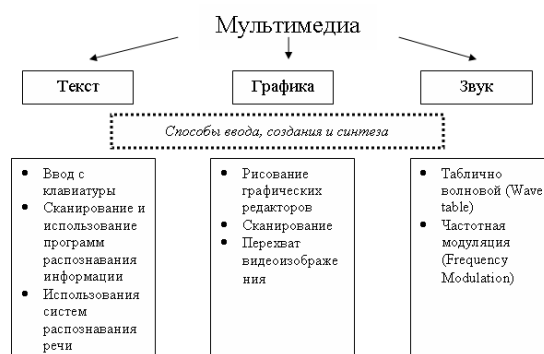 Мультимедиа
Текст
Графика
Звук
Способы ввода, создания и синтеза
• Ввод с
клавиатуры
• Сканирование и
использование
программ
распознавания
информации
• Использования
систем
распознавания
речи
• Рисование
графических
редакторов
• Сканирование
• Перехват
видеоизображе
ния
• Таблично
волновой (Wave
table)
• Частотная
модуляция
(Frequency
Modulation)